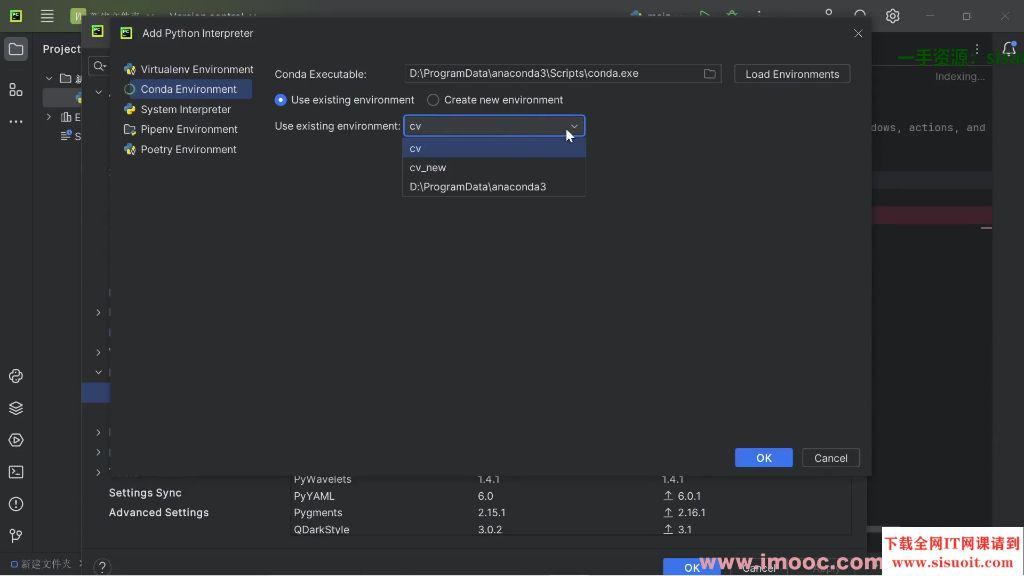 Version control
main
Add Python Interpreter
Project
一手资源：sisu
Indexing...
Virtualenv Environment
Conda Environment
System Interpreter
Pipenv Environment
Poetry Environment
Conda Executable:
D:\ProgramData\anaconda3\Scripts\conda.exe
Load Environments
Use existing environment
Create new environment
Use existing environment:
cv
cv
cv_new
D:\ProgramData\anaconda3
dows, actions, and
OK
Cancel
PyWavelets 1.4.1 1.4.1
PyYAML 6.0 6.0.1
Pygments 2.15.1 2.16.1
QDarkStyle 3.0.2 3.1
Settings Sync
Advanced Settings
新建文件夹
?
OK
Cancel
www.imooc.com
下载全网IT网课请到
www.sisuoit.com